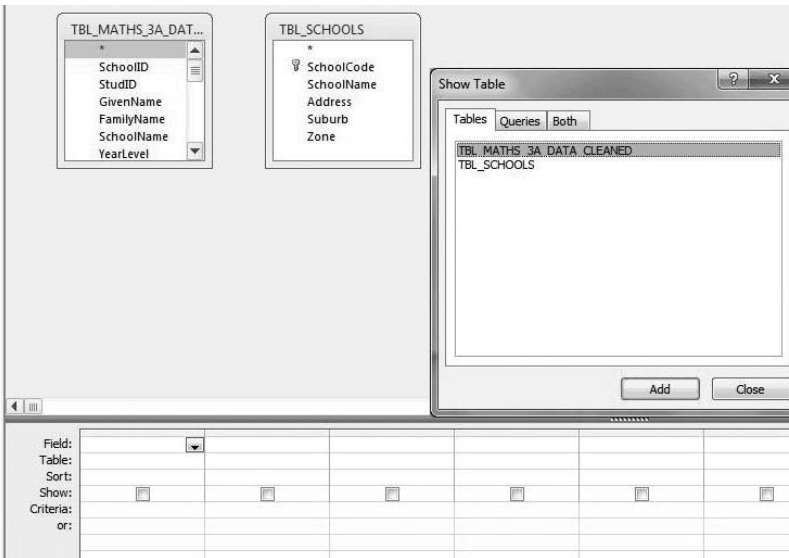 TBL_MATHS_3A_DAT...
*
SchoolID
StudID
GivenName
FamilyName
SchoolName
YearLevel
TBL_SCHOOLS
*
SchoolCode
SchoolName
Address
Suburb
Zone
Show Table
? X
Tables Queries Both
TBL_MATHS_3A_DATA_CLEANED
TBL_SCHOOLS
Add Close
Field:
Table:
Sort:
Show:
Criteria:
or: